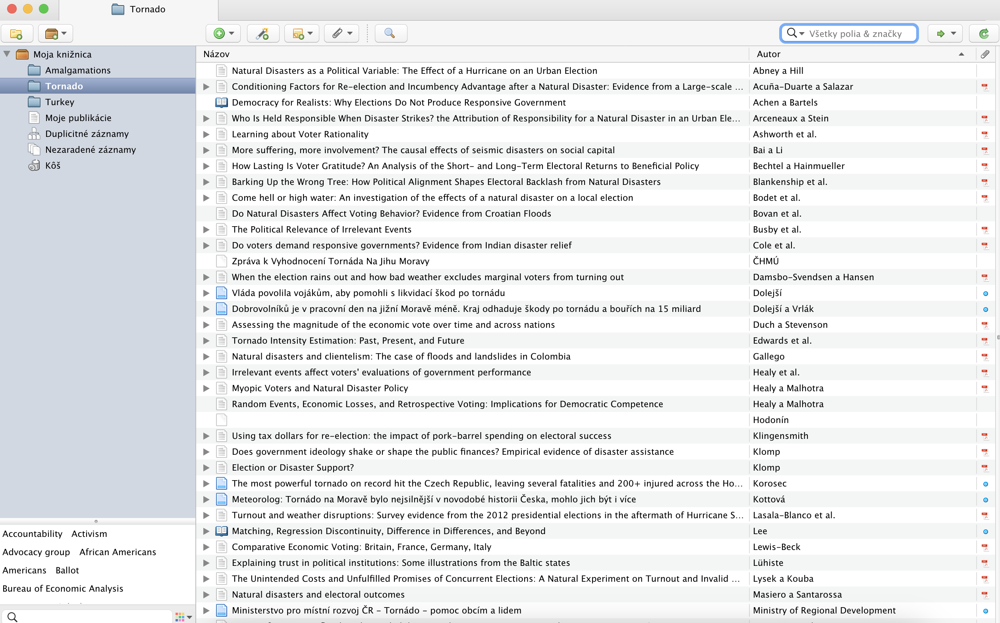 Tornado
Všetky polia & značky
Moja knižnica
Amalgamations
Tornado
Turkey
Moje publikácie
Duplicitné záznamy
Nezaradené záznamy
Kôš
Accountability Activism
Advocacy group African Americans
Americans Ballot
Bureau of Economic Analysis
Názov Autor
Natural Disasters as a Political Variable: The Effect of a Hurricane on an Urban Election Abney a Hill
Conditioning Factors for Re-election and Incumbency Advantage after a Natural Disaster: Evidence from a Large-scale … Acuña-Duarte a Salazar
Democracy for Realists: Why Elections Do Not Produce Responsive Government Achen a Bartels
Who Is Held Responsible When Disaster Strikes? the Attribution of Responsibility for a Natural Disaster in an Urban Ele… Arceneaux a Stein
Learning about Voter Rationality Ashworth et al.
More suffering, more involvement? The causal effects of seismic disasters on social capital Bai a Li
How Lasting Is Voter Gratitude? An Analysis of the Short- and Long-Term Electoral Returns to Beneficial Policy Bechtel a Hainmueller
Barking Up the Wrong Tree: How Political Alignment Shapes Electoral Backlash from Natural Disasters Blankenship et al.
Come hell or high water: An investigation of the effects of a natural disaster on a local election Bodet et al.
Do Natural Disasters Affect Voting Behavior? Evidence from Croatian Floods Bovan et al.
The Political Relevance of Irrelevant Events Busby et al.
Do voters demand responsive governments? Evidence from Indian disaster relief Cole et al.
Zpráva k Vyhodnocení Tornáda Na Jihu Moravy ČHMÚ
When the election rains out and how bad weather excludes marginal voters from turning out Damsbo-Svendsen a Hansen
Vláda povolila vojákům, aby pomohli s likvidací škod po tornádu Dolejší
Dobrovolníků je v pracovní den na jižní Moravě méně. Kraj odhaduje škody po tornádu a bouřích na 15 miliard Dolejší a Vrlák
Assessing the magnitude of the economic vote over time and across nations Duch a Stevenson
Tornado Intensity Estimation: Past, Present, and Future Edwards et al.
Natural disasters and clientelism: The case of floods and landslides in Colombia Gallego
Irrelevant events affect voters' evaluations of government performance Healy et al.
Myopic Voters and Natural Disaster Policy Healy a Malhotra
Random Events, Economic Losses, and Retrospective Voting: Implications for Democratic Competence Healy a Malhotra
Hodonín
Using tax dollars for re-election: the impact of pork-barrel spending on electoral success Klingensmith
Does government ideology shake or shape the public finances? Empirical evidence of disaster assistance Klomp
Election or Disaster Support? Klomp
The most powerful tornado on record hit the Czech Republic, leaving several fatalities and 200+ injured across the Ho… Korosec
Meteorolog: Tornádo na Moravě bylo nejsilnější v novodobé historii Česka, mohlo jich být i více Kottová
Turnout and weather disruptions: Survey evidence from the 2012 presidential elections in the aftermath of Hurricane S… Lasala-Blanco et al.
Matching, Regression Discontinuity, Difference in Differences, and Beyond Lee
Comparative Economic Voting: Britain, France, Germany, Italy Lewis-Beck
Explaining trust in political institutions: Some illustrations from the Baltic states Lühiste
The Unintended Costs and Unfulfilled Promises of Concurrent Elections: A Natural Experiment on Turnout and Invalid … Lysek a Kouba
Natural disasters and electoral outcomes Masiero a Santarossa
Ministerstvo pro místní rozvoj ČR - Tornádo - pomoc obcím a lidem Ministry of Regional Development